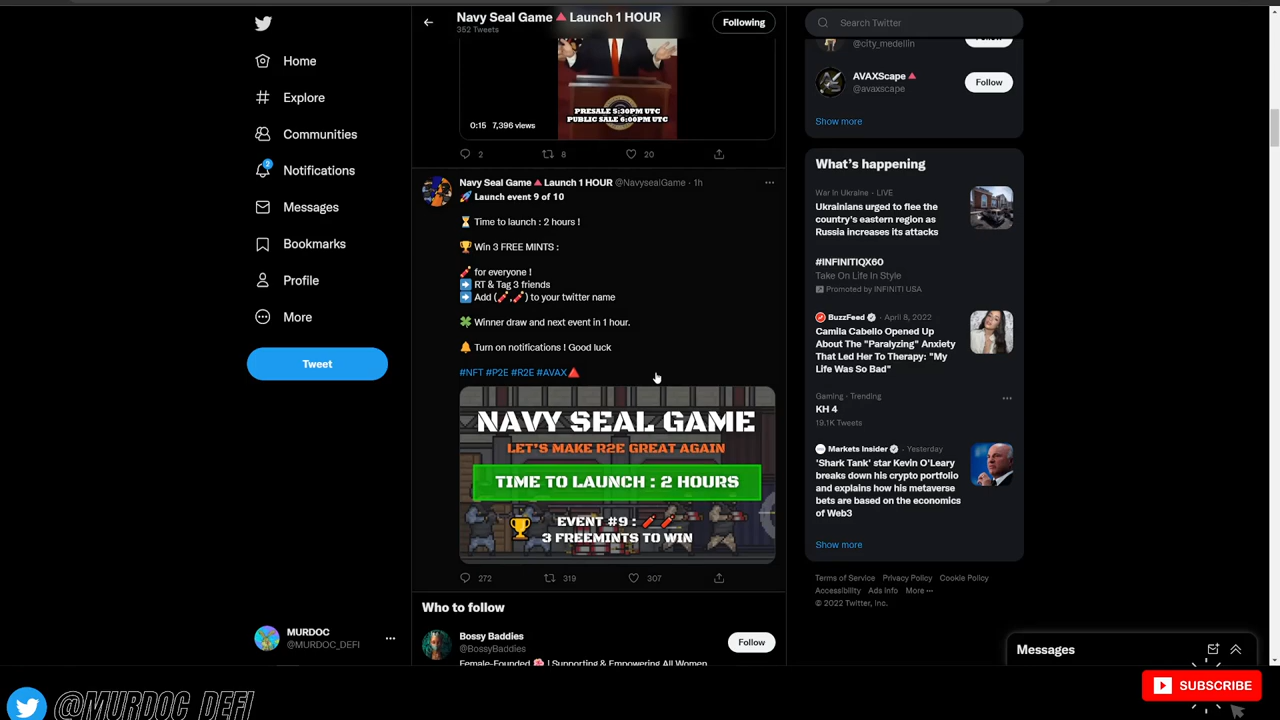 Home
Explore
Communities
2
Notifications
Messages
Bookmarks
Profile
More
Tweet
MURDOC
@MURDOC_DEFI
Navy Seal Game🔺Launch 1 HOUR
352 Tweets
Following
PRESALE 5:30PM UTC
PUBLIC SALE 6:00PM UTC
0:15 7,396 views
2 8 20
Navy Seal Game🔺Launch 1 HOUR @NavysealGame · 1h
🚀 Launch event 9 of 10
⏳ Time to launch : 2 hours !
🏆 Win 3 FREE MINTS :
🧨 for everyone !
➡️ RT & Tag 3 friends
➡️ Add (🧨,🧨) to your twitter name
🍀 Winner draw and next event in 1 hour.
🔔 Turn on notifications ! Good luck
#NFT #P2E #R2E #AVAX🔺
NAVY SEAL GAME
LET'S MAKE R2E GREAT AGAIN
TIME TO LAUNCH : 2 HOURS
EVENT #9 : 🧨🧨
3 FREEMINTS TO WIN
272 319 307
Who to follow
Bossy Baddies
@BossyBaddies
Follow
Female-Founded 🌺 | Supporting & Empowering All Women
Search Twitter
@city_medellin
Follow
AVAXScape🔺
@avaxscape
Follow
Show more
What's happening
War in Ukraine · LIVE
Ukrainians urged to flee the
country's eastern region as
Russia increases its attacks
#INFINITIQX60
Take On Life In Style
Promoted by INFINITI USA
BuzzFeed · April 8, 2022
Camila Cabello Opened Up
About The "Paralyzing" Anxiety
That Led Her To Therapy: "My
Life Was So Bad"
Gaming · Trending
KH 4
19.1K Tweets
Markets Insider · Yesterday
'Shark Tank' star Kevin O'Leary
breaks down his crypto portfolio
and explains how his metaverse
bets are based on the economics
of Web3
Show more
Terms of Service Privacy Policy Cookie Policy
Accessibility Ads info More ···
© 2022 Twitter, Inc.
Messages
@MURDOC_DEFI
SUBSCRIBE